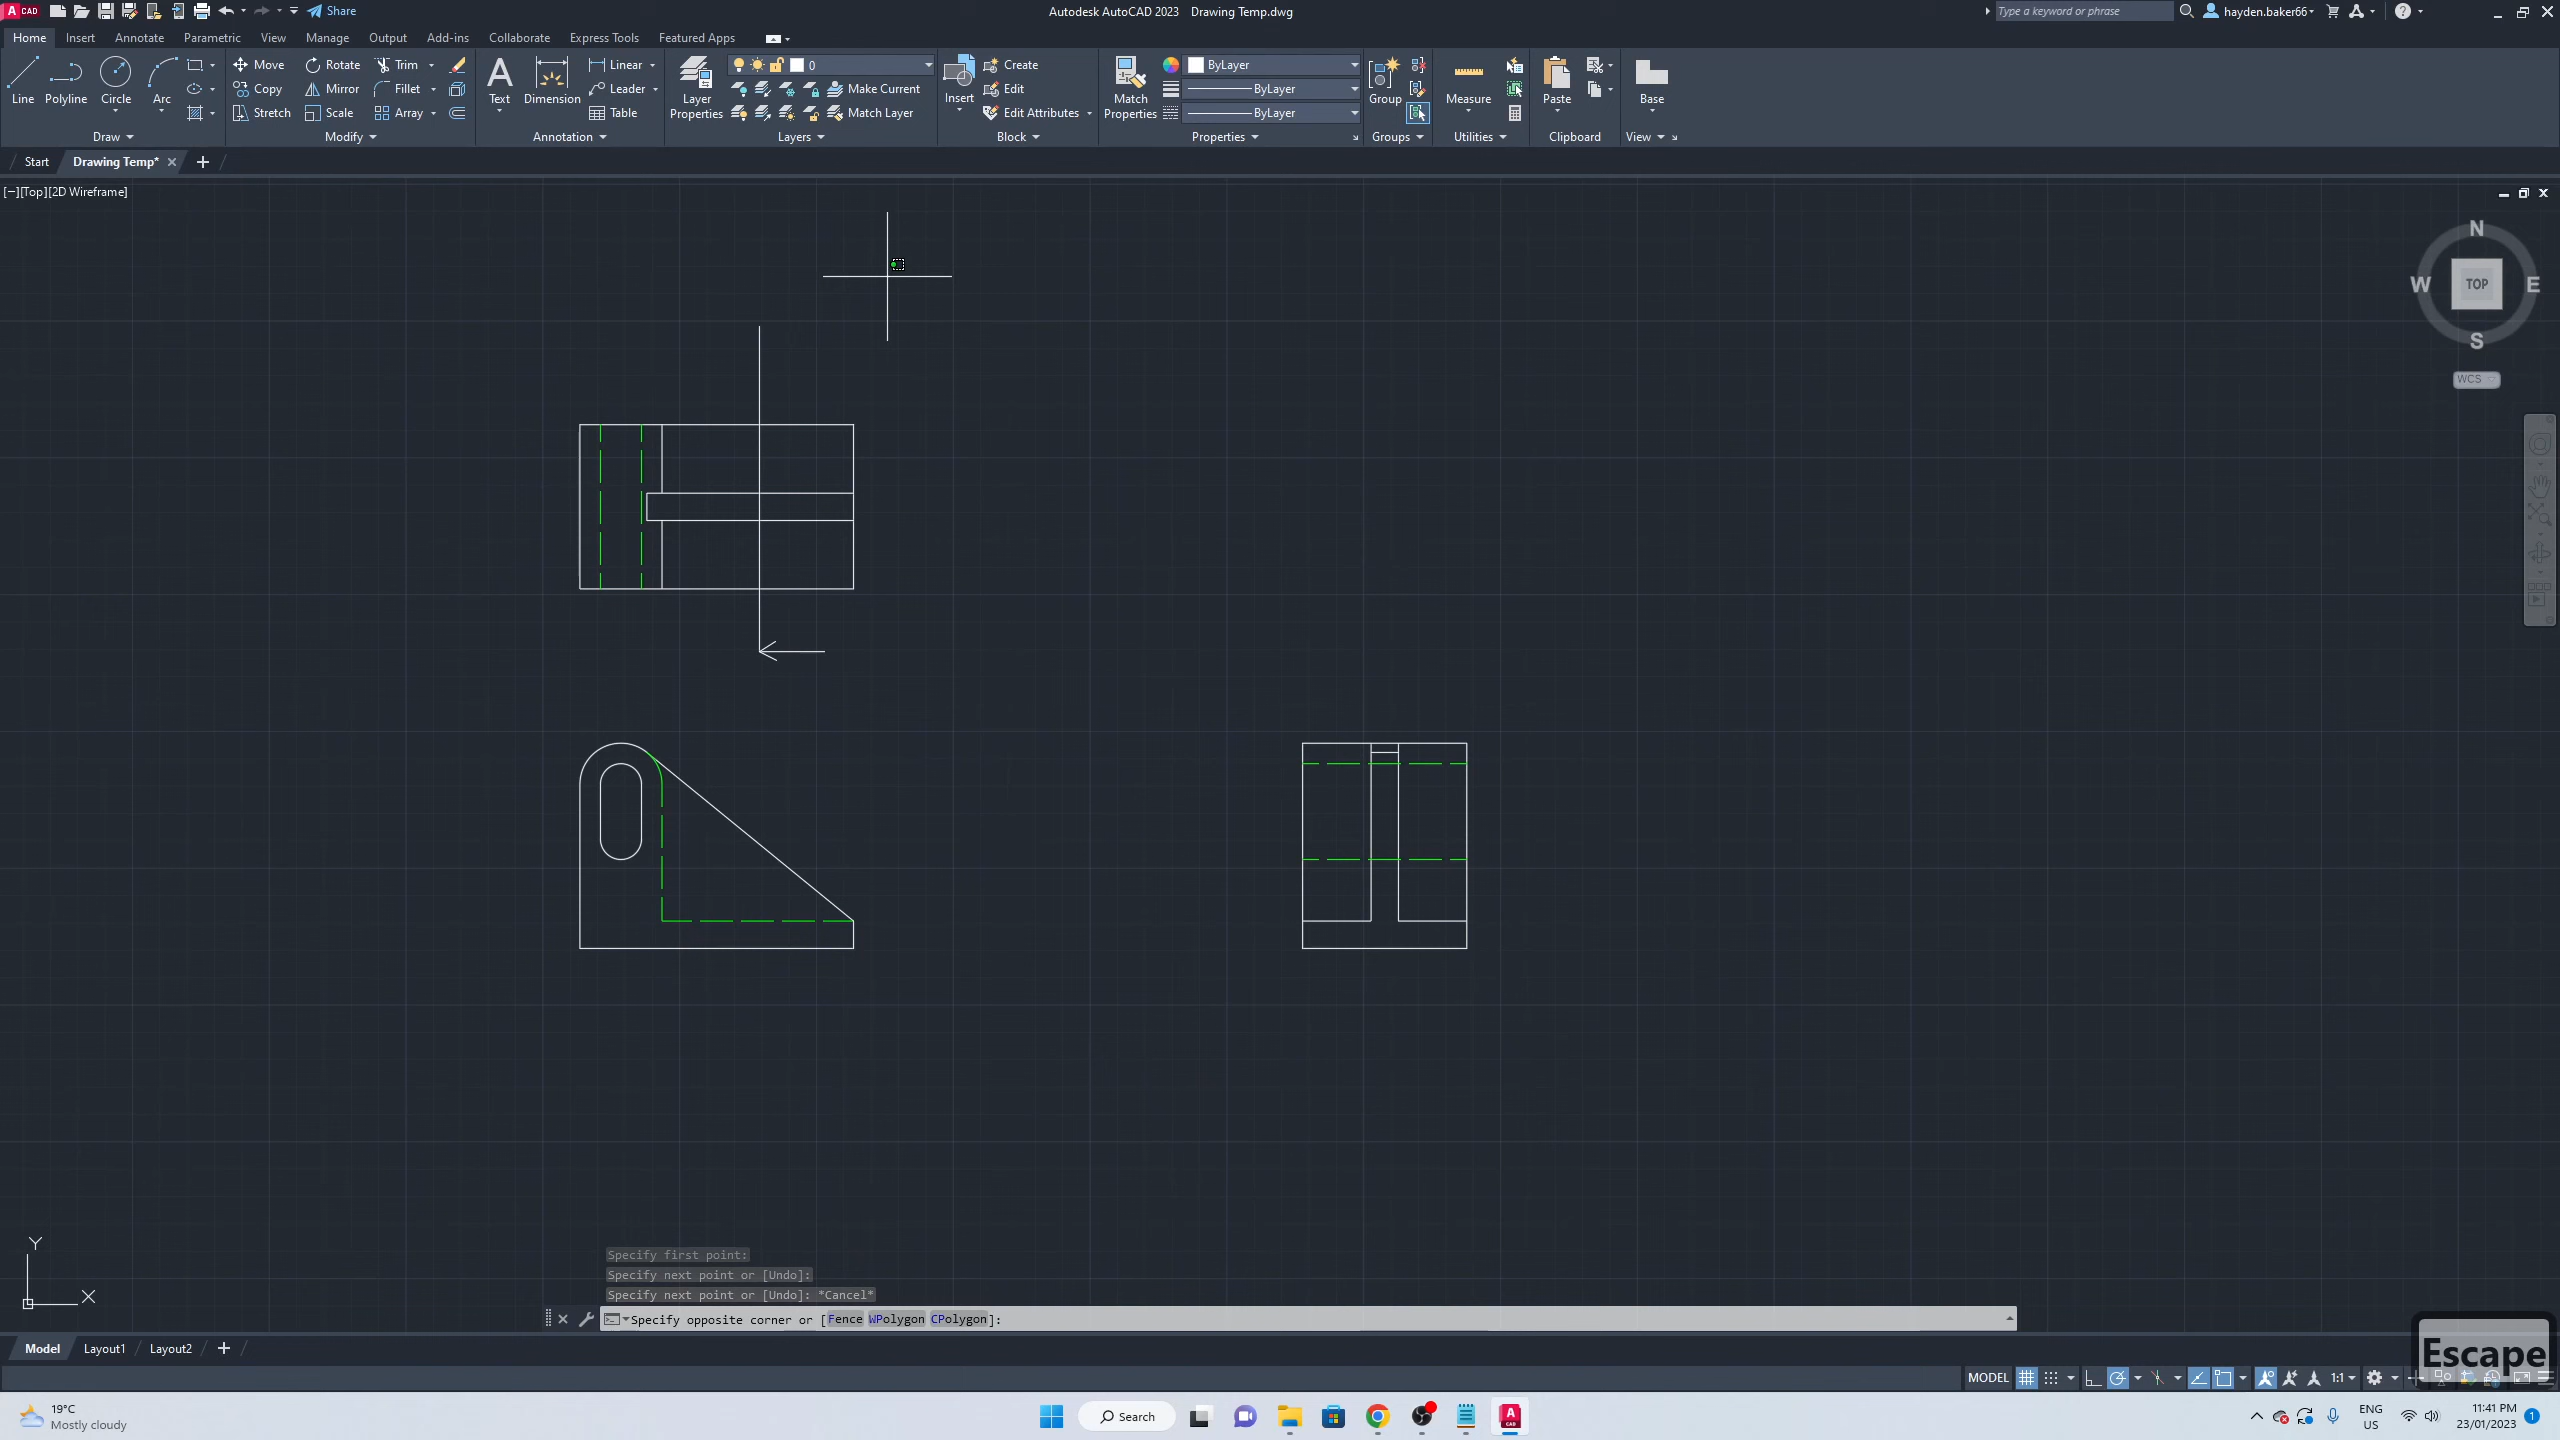 A CAD Share Autodesk AutoCAD 2023 Drawing Temp.dwg Type a keyword or phrase hayden.baker66
Home Insert Annotate Parametric View Manage Output Add-ins Collaborate Express Tools Featured Apps
Move Rotate Trim Linear 0 Create ByLayer
Line Polyline Circle Arc Copy Mirror Fillet Text Dimension Leader Layer Properties Make Current Insert Edit Match Properties ByLayer Group Measure Paste Base
Stretch Scale Array Table Match Layer Edit Attributes ByLayer
Draw Modify Annotation Layers Block Properties Groups Utilities Clipboard View
Start Drawing Temp*
[−][Top][2D Wireframe]
N
W TOP E
S
WCS
Y
X
Specify first point:
Specify next point or [Undo]:
Specify next point or [Undo]: *Cancel*
Specify opposite corner or [Fence WPolygon CPolygon]:
Model Layout1 Layout2
Escape
MODEL 1:1
19°C
Mostly cloudy
Search
ENG
US
11:41 PM
23/01/2023
1